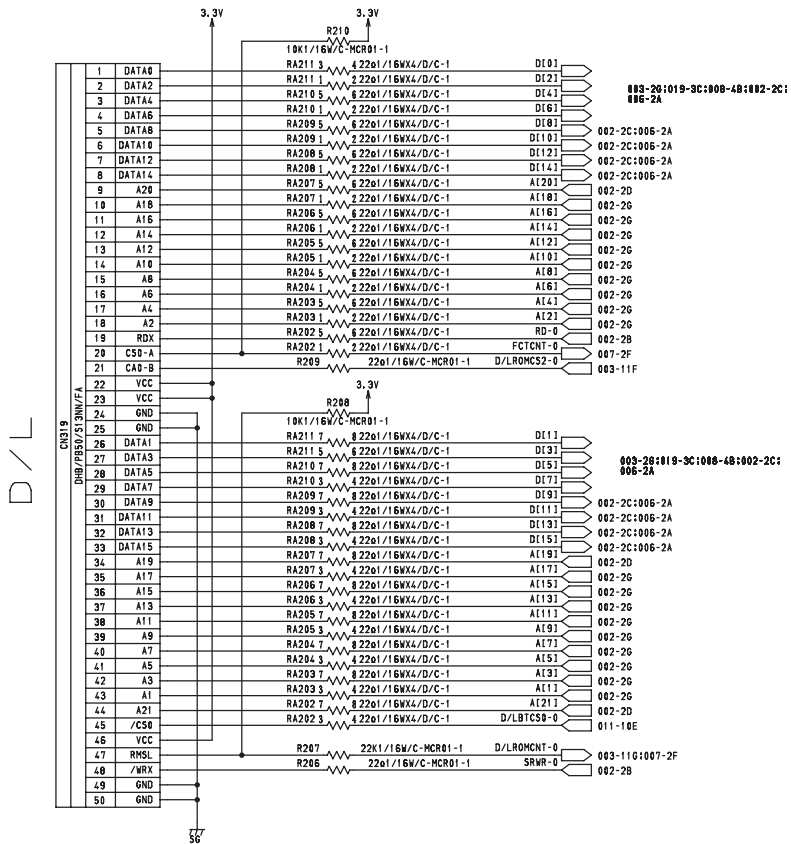 3.3V 3.3V
R210
10K1/16W/C-MCR01-1
RA211 3 4 22o1/16WX4/D/C-1 D[0]
1 DATA0
RA211 1 2 22o1/16WX4/D/C-1 D[2]
2 DATA2
003-2G:019-3C:008-4B:002-2C:
006-2A
RA210 5 6 22o1/16WX4/D/C-1 D[4]
3 DATA4
RA210 1 2 22o1/16WX4/D/C-1 D[6]
4 DATA6
RA209 5 6 22o1/16WX4/D/C-1 D[8]
5 DATA8 002-2C:006-2A
RA209 1 2 22o1/16WX4/D/C-1 D[10]
6 DATA10 002-2C:006-2A
RA208 5 6 22o1/16WX4/D/C-1 D[12]
7 DATA12 002-2C:006-2A
RA208 1 2 22o1/16WX4/D/C-1 D[14]
8 DATA14 002-2C:006-2A
RA207 5 6 22o1/16WX4/D/C-1 A[20]
9 A20 002-2D
RA207 1 2 22o1/16WX4/D/C-1 A[18]
10 A18 002-2G
RA206 5 6 22o1/16WX4/D/C-1 A[16]
11 A16 002-2G
RA206 1 2 22o1/16WX4/D/C-1 A[14]
12 A14 002-2G
RA205 5 6 22o1/16WX4/D/C-1 A[12]
13 A12 002-2G
RA205 1 2 22o1/16WX4/D/C-1 A[10]
14 A10 002-2G
RA204 5 6 22o1/16WX4/D/C-1 A[8]
15 A8 002-2G
RA204 1 2 22o1/16WX4/D/C-1 A[6]
16 A6 002-2G
RA203 5 6 22o1/16WX4/D/C-1 A[4]
17 A4 002-2G
RA203 1 2 22o1/16WX4/D/C-1 A[2]
18 A2 002-2G
RA202 5 6 22o1/16WX4/D/C-1 RD-0
19 RDX 002-2B
RA202 1 2 22o1/16WX4/D/C-1 FCTCNT-0
20 CS0-A 007-2F
R209 22o1/16W/C-MCR01-1 D/LROMCS2-0
21 CA0-B 003-11F
22 VCC
23 VCC
3.3V
24 GND
R208
25 GND
10K1/16W/C-MCR01-1
D/L
CN319
DHB/PB50/S13NN/FA
RA211 7 8 22o1/16WX4/D/C-1 D[1]
26 DATA1
RA211 5 6 22o1/16WX4/D/C-1 D[3]
27 DATA3
003-2G:019-3C:008-4B:002-2C:
006-2A
RA210 7 8 22o1/16WX4/D/C-1 D[5]
28 DATA5
RA210 3 4 22o1/16WX4/D/C-1 D[7]
29 DATA7
RA209 7 8 22o1/16WX4/D/C-1 D[9]
30 DATA9 002-2C:006-2A
RA209 3 4 22o1/16WX4/D/C-1 D[11]
31 DATA11 002-2C:006-2A
RA208 7 8 22o1/16WX4/D/C-1 D[13]
32 DATA13 002-2C:006-2A
RA208 3 4 22o1/16WX4/D/C-1 D[15]
33 DATA15 002-2C:006-2A
RA207 7 8 22o1/16WX4/D/C-1 A[19]
34 A19 002-2D
RA207 3 4 22o1/16WX4/D/C-1 A[17]
35 A17 002-2G
RA206 7 8 22o1/16WX4/D/C-1 A[15]
36 A15 002-2G
RA206 3 4 22o1/16WX4/D/C-1 A[13]
37 A13 002-2G
RA205 7 8 22o1/16WX4/D/C-1 A[11]
38 A11 002-2G
RA205 3 4 22o1/16WX4/D/C-1 A[9]
39 A9 002-2G
RA204 7 8 22o1/16WX4/D/C-1 A[7]
40 A7 002-2G
RA204 3 4 22o1/16WX4/D/C-1 A[5]
41 A5 002-2G
RA203 7 8 22o1/16WX4/D/C-1 A[3]
42 A3 002-2G
RA203 3 4 22o1/16WX4/D/C-1 A[1]
43 A1 002-2G
RA202 7 8 22o1/16WX4/D/C-1 A[21]
44 A21 002-2D
RA202 3 4 22o1/16WX4/D/C-1 D/LBTCS0-0
45 /CS0 011-10E
46 VCC
R207 22K1/16W/C-MCR01-1 D/LROMCNT-0
47 RMSL 003-11G:007-2F
R206 22o1/16W/C-MCR01-1 SRWR-0
48 /WRX 002-2B
49 GND
50 GND
SG